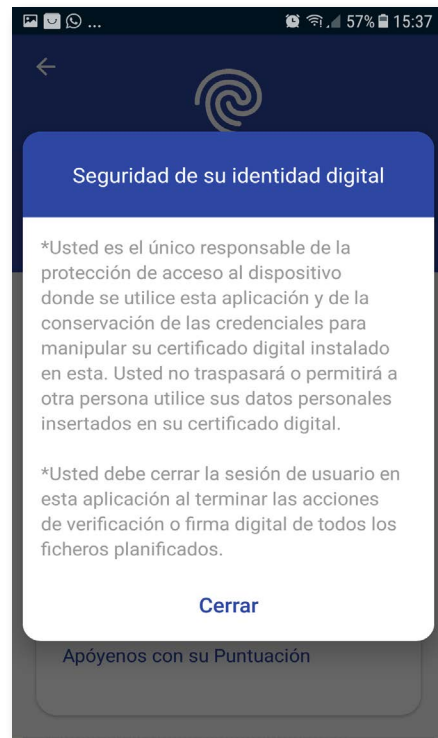 ... 57% 15:37
Seguridad de su identidad digital
*Usted es el único responsable de la
protección de acceso al dispositivo
donde se utilice esta aplicación y de la
conservación de las credenciales para
manipular su certificado digital instalado
en esta. Usted no traspasará o permitirá a
otra persona utilice sus datos personales
insertados en su certificado digital.
*Usted debe cerrar la sesión de usuario en
esta aplicación al terminar las acciones
de verificación o firma digital de todos los
ficheros planificados.
Cerrar
Apóyenos con su Puntuación